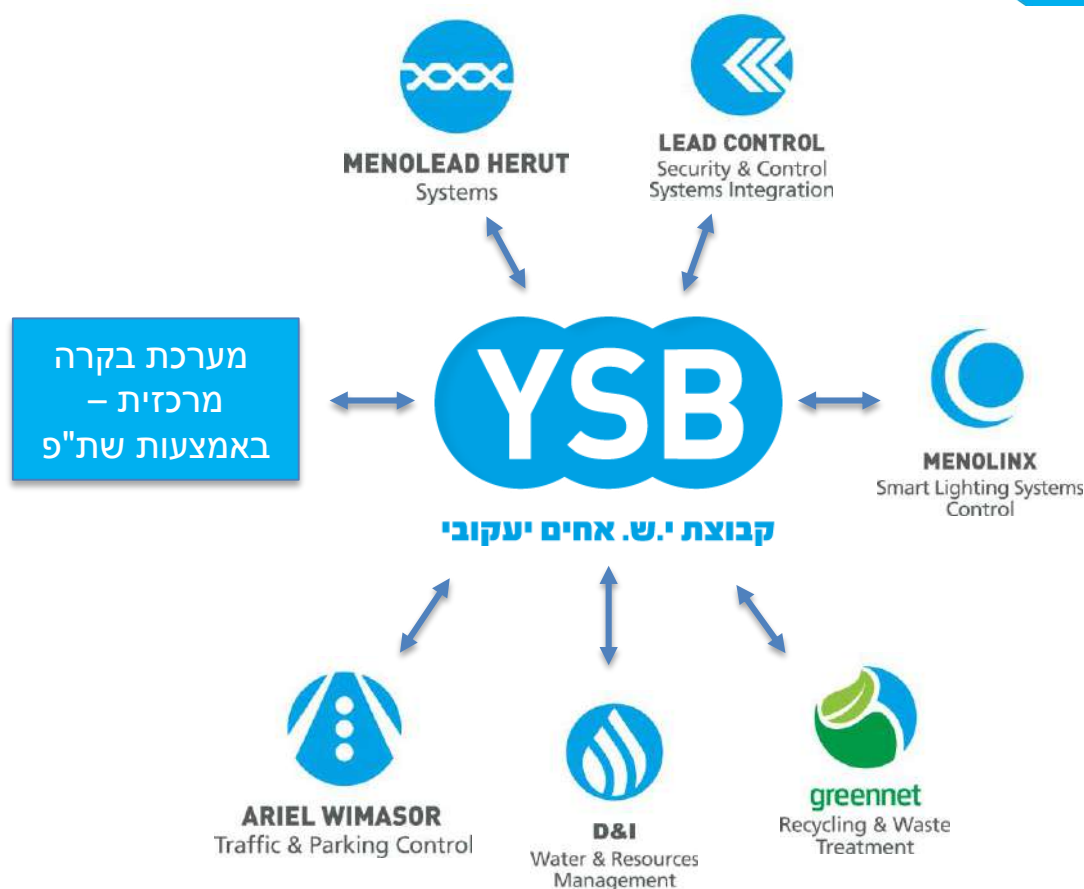 MENOLEAD HERUT
Systems
LEAD CONTROL
Security & Control
Systems Integration
מערכת בקרה
מרכזית –
באמצעות שת"פ
YSB
קבוצת י.ש. אחים יעקובי
MENOLINX
Smart Lighting Systems
Control
ARIEL WIMASOR
Traffic & Parking Control
D&I
Water & Resources
Management
greennet
Recycling & Waste
Treatment